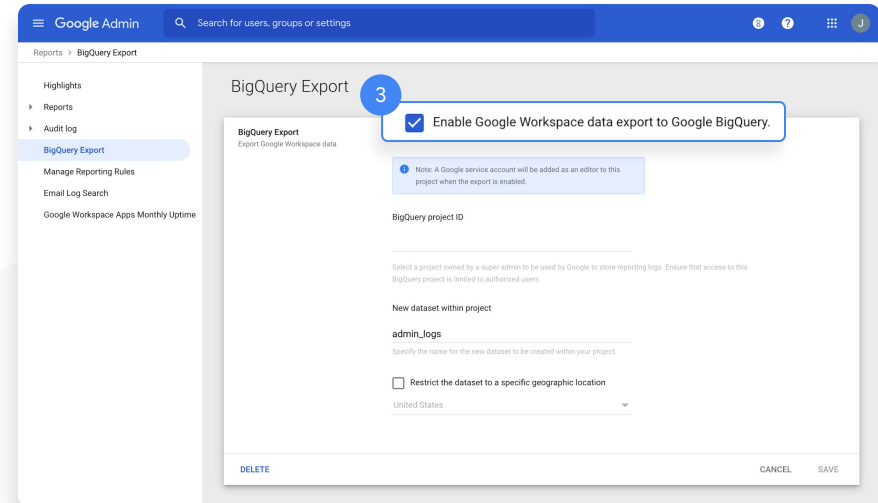 Google Admin
Search for users, groups or settings
8
?
J
Reports > BigQuery Export
Highlights
Reports
Audit log
BigQuery Export
Manage Reporting Rules
Email Log Search
Google Workspace Apps Monthly Uptime
BigQuery Export
3
Enable Google Workspace data export to Google BigQuery.
BigQuery Export
Export Google Workspace data
Note: A Google service account will be added as an editor to this
project when the export is enabled.
BigQuery project ID
Select a project owned by a super admin to be used by Google to store reporting logs. Ensure that access to this
BigQuery project is limited to authorized users.
New dataset within project
admin_logs
Specify the name for the new dataset to be created within your project.
Restrict the dataset to a specific geographic location
United States
DELETE
CANCEL
SAVE